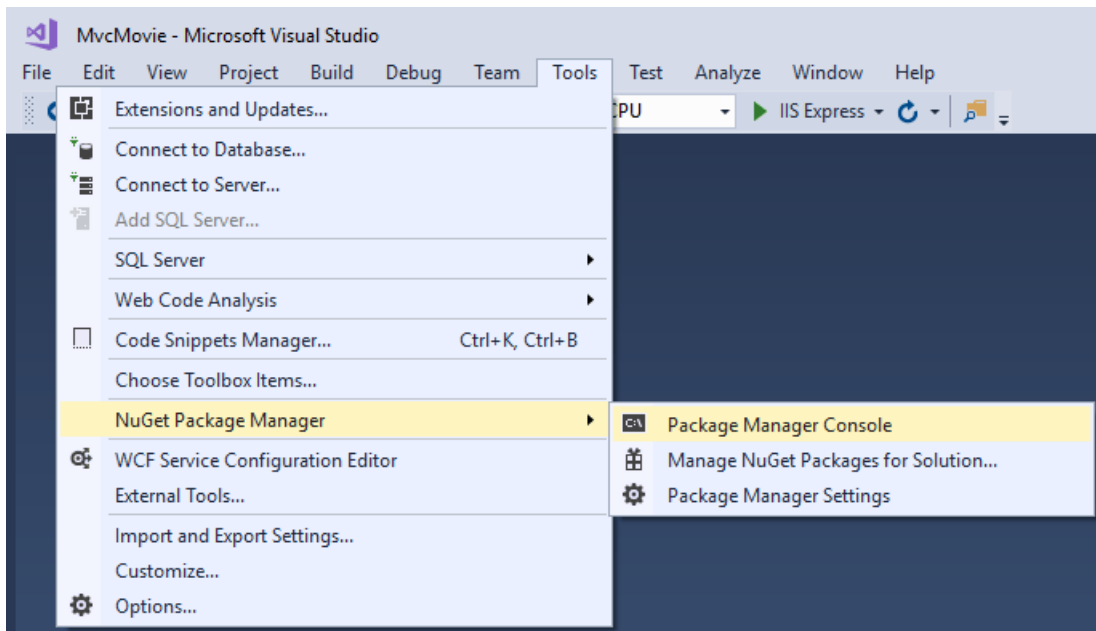 MvcMovie - Microsoft Visual Studio
File Edit View Project Build Debug Team Tools Test Analyze Window Help
IIS Express
Extensions and Updates...
Connect to Database...
Connect to Server...
Add SQL Server...
SQL Server
Web Code Analysis
Code Snippets Manager... Ctrl+K, Ctrl+B
Choose Toolbox Items...
NuGet Package Manager
Package Manager Console
Manage NuGet Packages for Solution...
Package Manager Settings
WCF Service Configuration Editor
External Tools...
Import and Export Settings...
Customize...
Options...